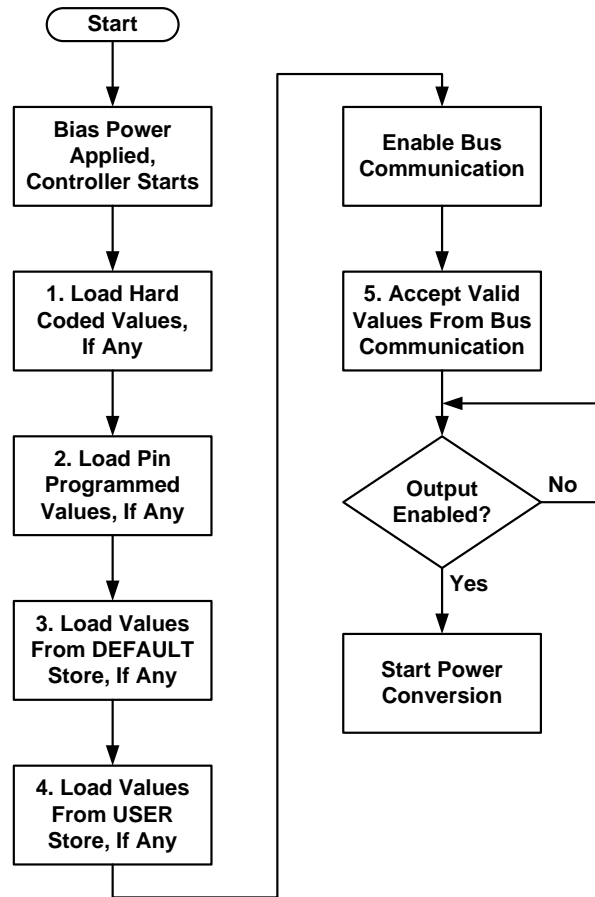 Start
Bias Power
Applied,
Controller Starts
1. Load Hard
Coded Values,
If Any
2. Load Pin
Programmed
Values, If Any
3. Load Values
From DEFAULT
Store, If Any
4. Load Values
From USER
Store, If Any
Enable Bus
Communication
5. Accept Valid
Values From Bus
Communication
Output
Enabled?
No
Yes
Start Power
Conversion